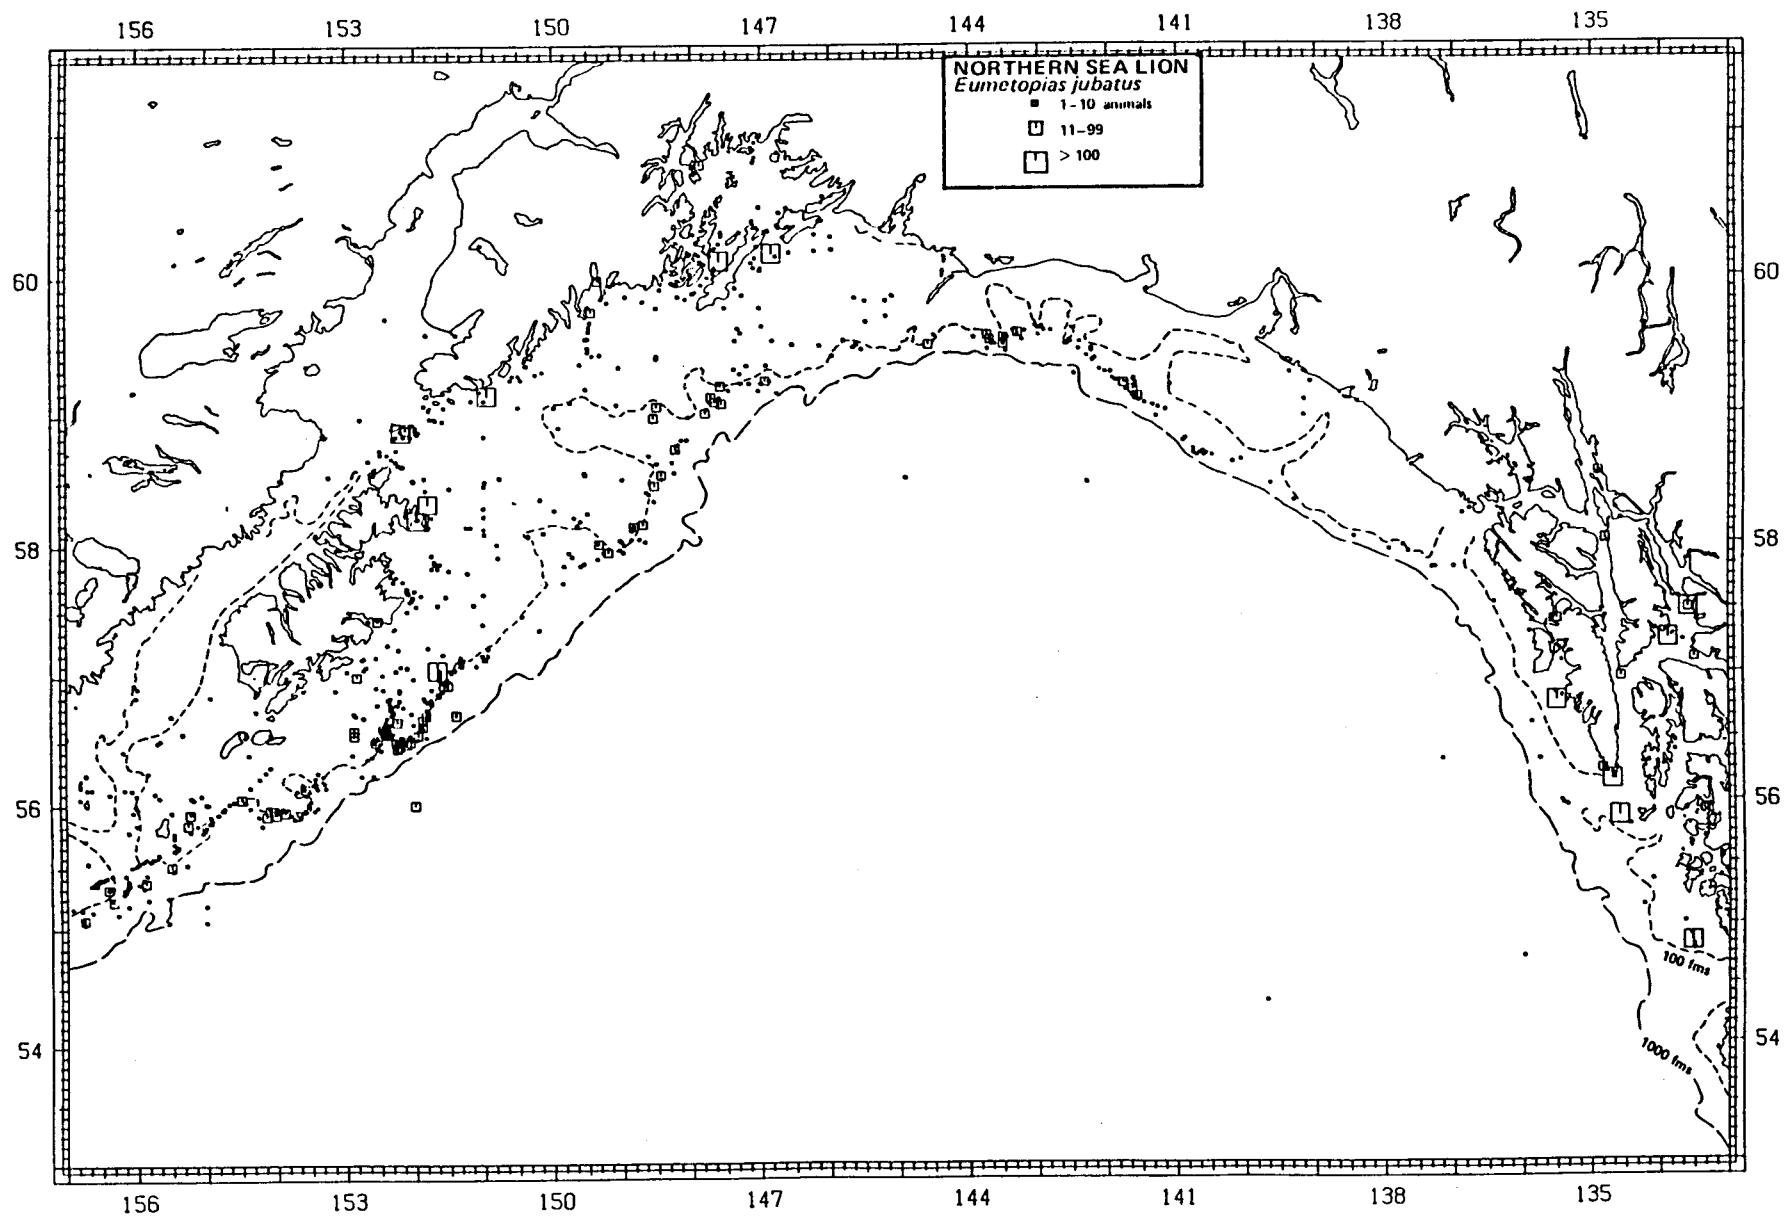 156 153 150 147 144 141 138 135
NORTHERN SEA LION
Eumetopias jubatus
1-10 animals
11-99
> 100
60 60
58 58
56 56
100 fms
54 54
1000 fms
156 153 150 147 144 141 138 135